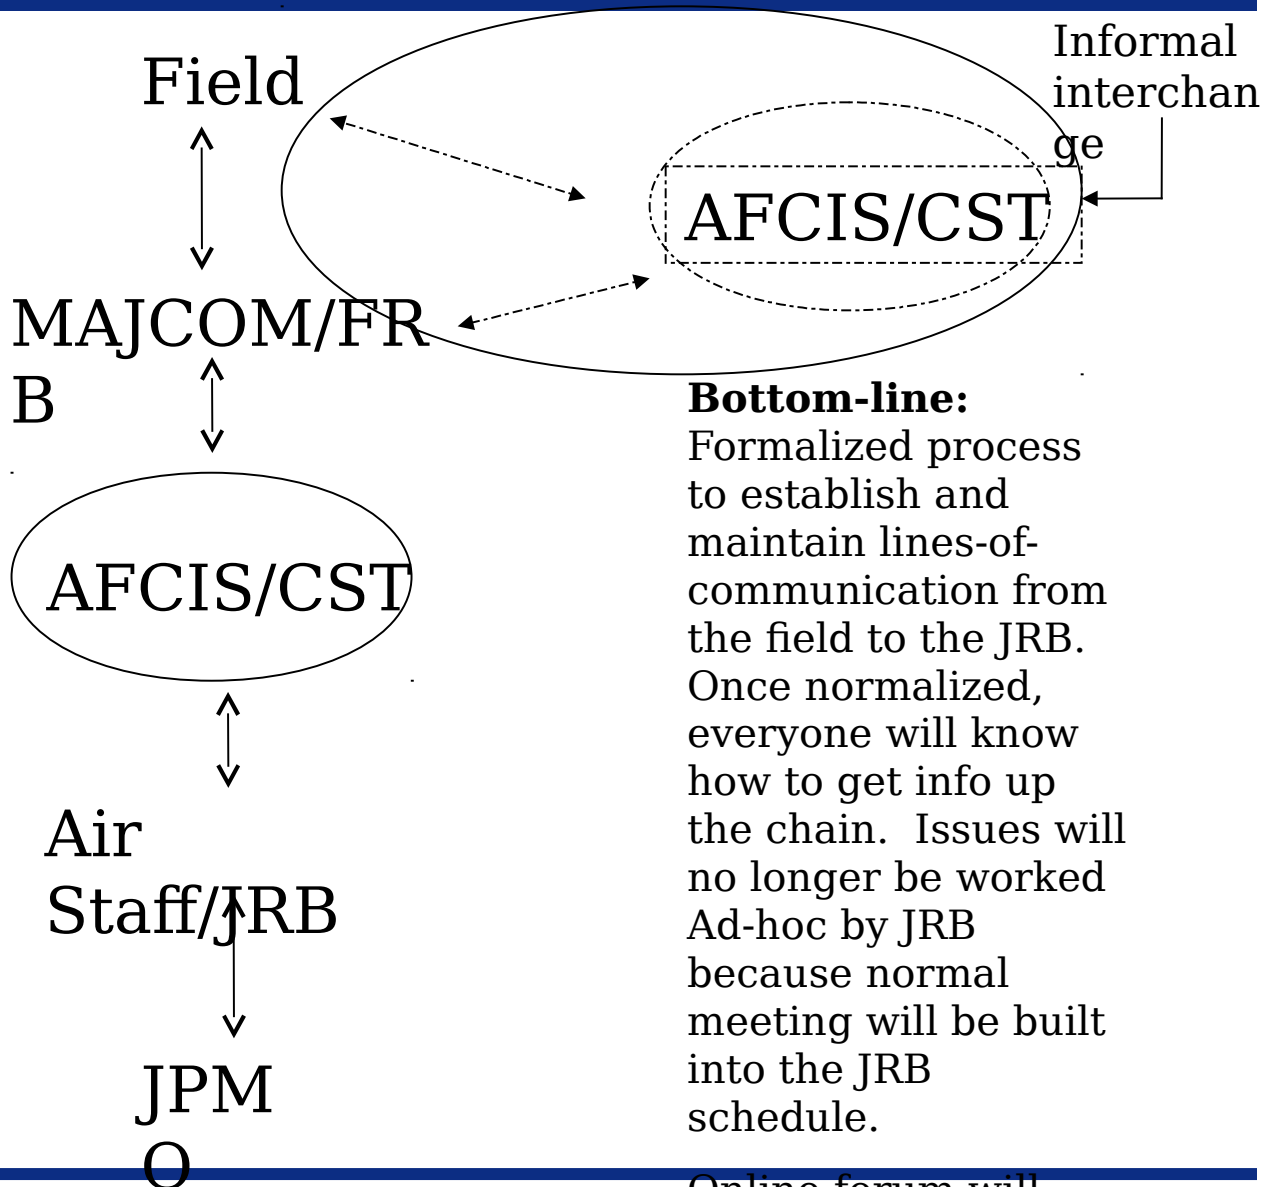 Field
Informal
interchan
ge
AFCIS/CST
MAJCOM/FR
B
AFCIS/CST
Air
Staff/JRB
JPM
O
Bottom-line:
Formalized process
to establish and
maintain lines-of-
communication from
the field to the JRB.
Once normalized,
everyone will know
how to get info up
the chain.  Issues will
no longer be worked
Ad-hoc by JRB
because normal
meeting will be built
into the JRB
schedule.
Online forum will